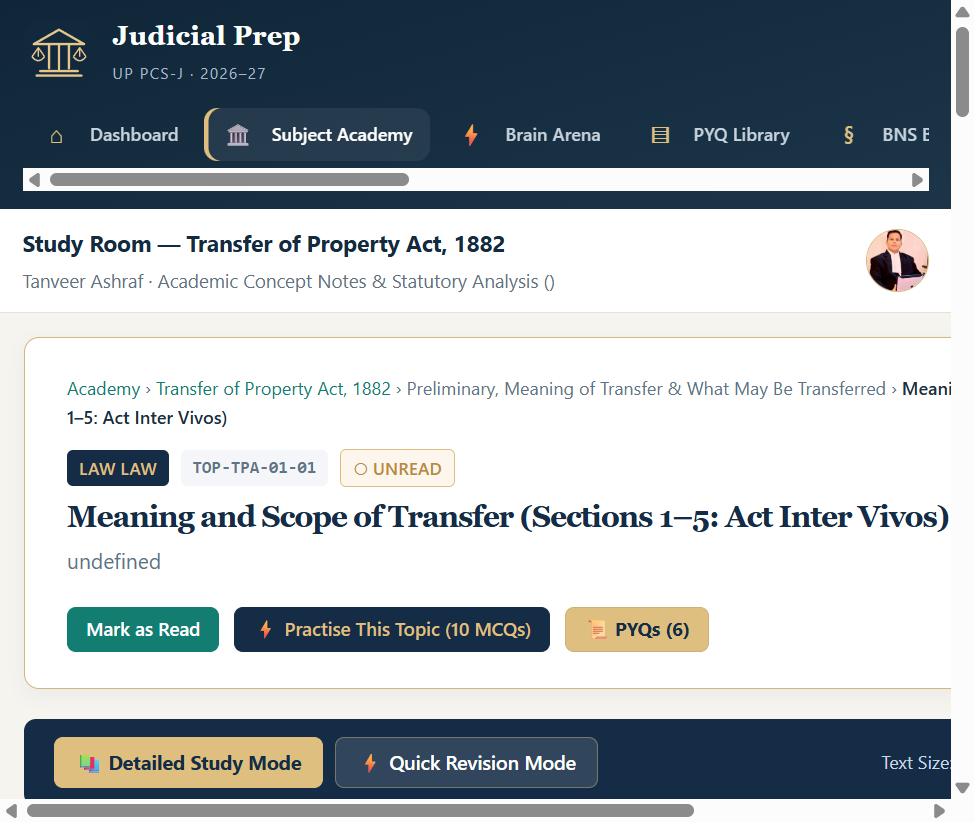 Judicial Prep
UP PCS-J · 2026–27
⌂ Dashboard
Subject Academy
Brain Arena
PYQ Library
§ BNS
Study Room — Transfer of Property Act, 1882
Tanveer Ashraf · Academic Concept Notes & Statutory Analysis ()
Academy › Transfer of Property Act, 1882 › Preliminary, Meaning of Transfer & What May Be Transferred › Meani
1–5: Act Inter Vivos)
LAW LAW
TOP-TPA-01-01
○ UNREAD
Meaning and Scope of Transfer (Sections 1–5: Act Inter Vivos)
undefined
Mark as Read
Practise This Topic (10 MCQs)
PYQs (6)
Detailed Study Mode
Quick Revision Mode
Text Size: